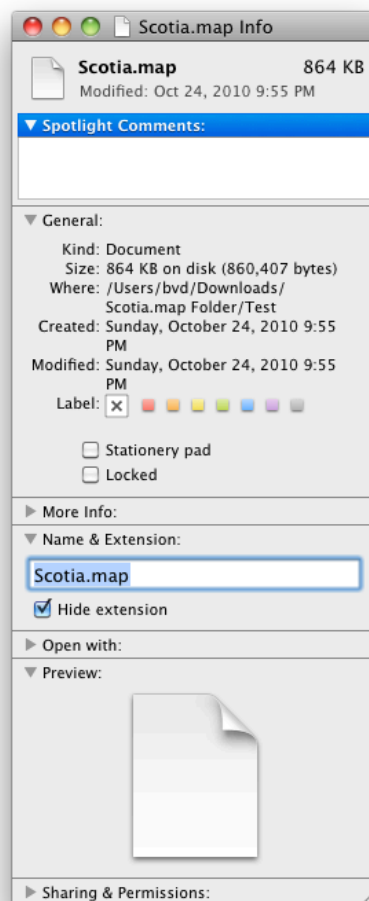 Scotia.map Info
Scotia.map 864 KB
Modified: Oct 24, 2010 9:55 PM
Spotlight Comments:
General:
Kind: Document
Size: 864 KB on disk (860,407 bytes)
Where: /Users/bvd/Downloads/
Scotia.map Folder/Test
Created: Sunday, October 24, 2010 9:55
PM
Modified: Sunday, October 24, 2010 9:55
PM
Label:
Stationery pad
Locked
More Info:
Name & Extension:
Scotia.map
Hide extension
Open with:
Preview:
Sharing & Permissions: